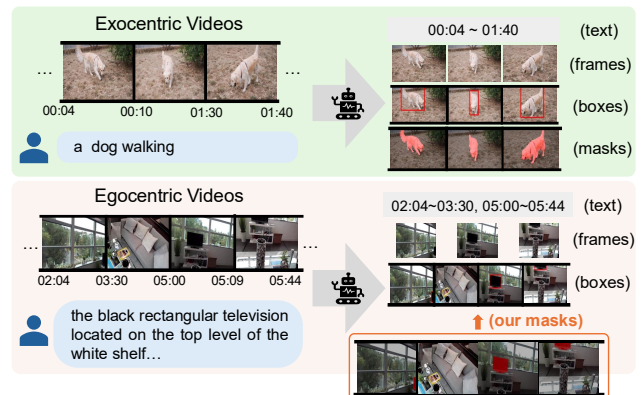 Exocentric Videos
... ...
00:04 00:10 01:30 01:40
a dog walking
00:04 ~ 01:40 (text)
(frames)
(boxes)
(masks)
Egocentric Videos
... ...
02:04 03:30 05:00 05:09 05:44
the black rectangular television
located on the top level of the
white shelf...
02:04~03:30, 05:00~05:44 (text)
(frames)
(boxes)
(our masks)